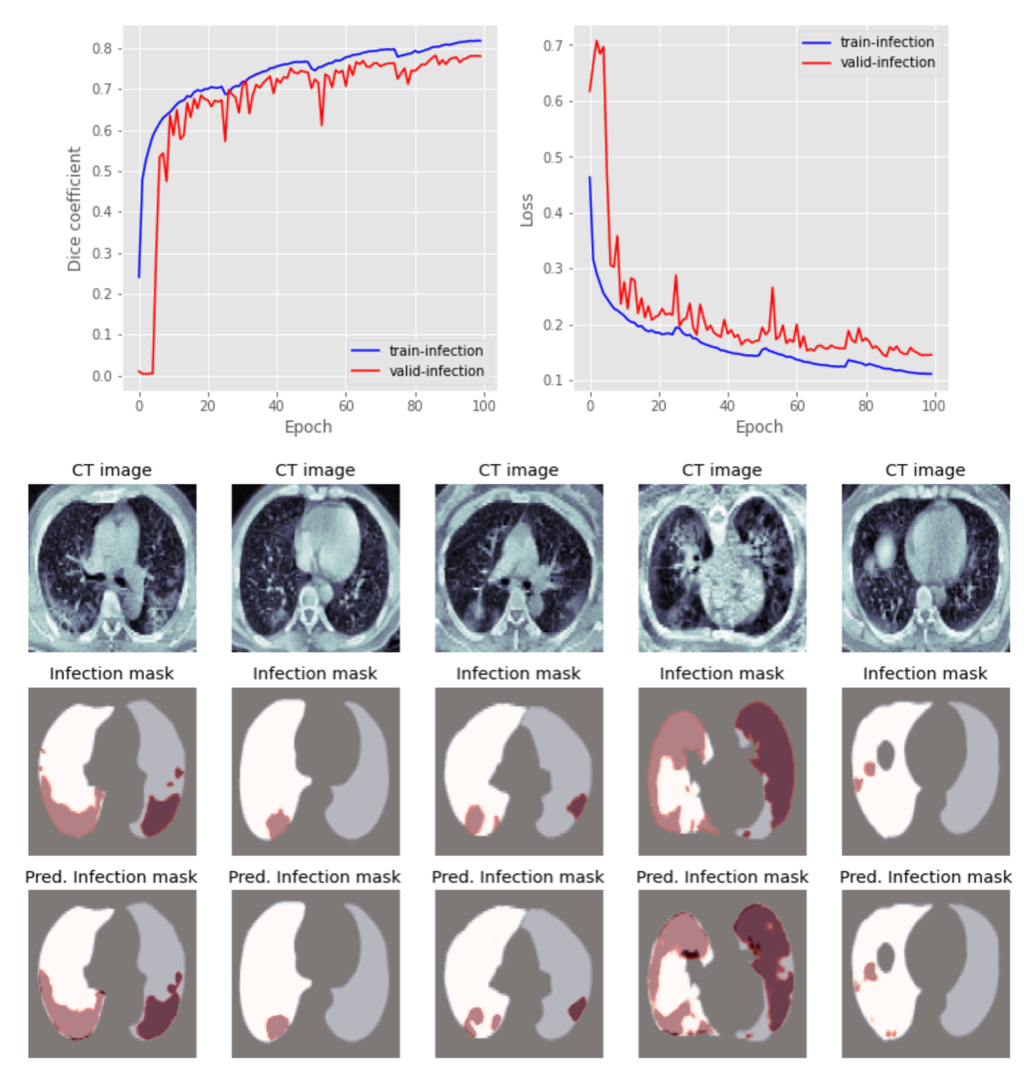 0.8
0.7
0.6
0.5
0.4
0.3
0.2
0.1
0.0
Dice coefficient
train-infection
valid-infection
0 20 40 60 80 100
Epoch
0.7
0.6
0.5
0.4
0.3
0.2
0.1
Loss
train-infection
valid-infection
0 20 40 60 80 100
Epoch
CT image CT image CT image CT image CT image
Infection mask Infection mask Infection mask Infection mask Infection mask
Pred. Infection mask Pred. Infection mask Pred. Infection mask Pred. Infection mask Pred. Infection mask